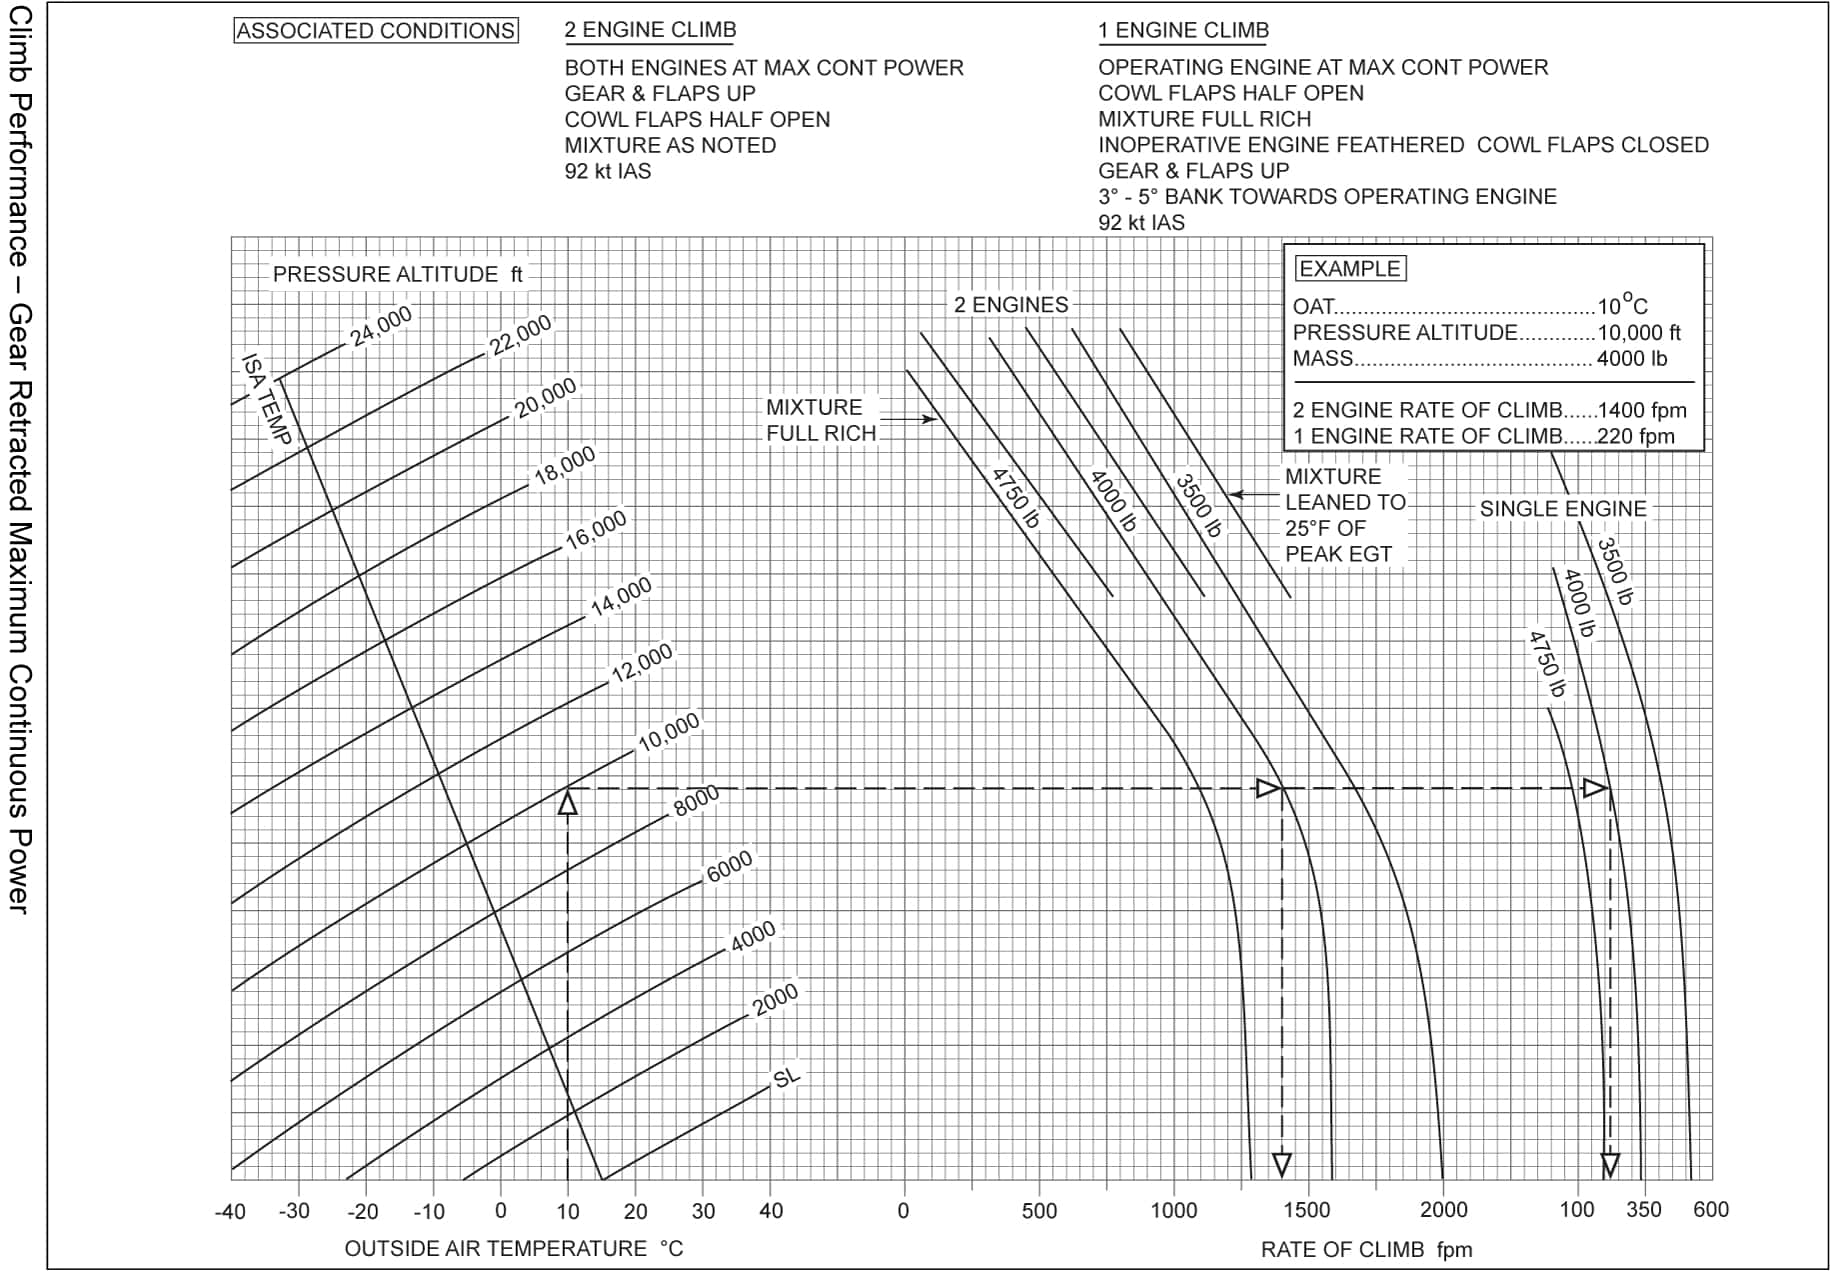 Climb Performance – Gear Retracted Maximum Continuous Power
ASSOCIATED CONDITIONS
2 ENGINE CLIMB
BOTH ENGINES AT MAX CONT POWER
GEAR & FLAPS UP
COWL FLAPS HALF OPEN
MIXTURE AS NOTED
92 kt IAS
1 ENGINE CLIMB
OPERATING ENGINE AT MAX CONT POWER
COWL FLAPS HALF OPEN
MIXTURE FULL RICH
INOPERATIVE ENGINE FEATHERED COWL FLAPS CLOSED
GEAR & FLAPS UP
3° - 5° BANK TOWARDS OPERATING ENGINE
92 kt IAS
PRESSURE ALTITUDE ft
24,000
22,000
20,000
18,000
16,000
14,000
12,000
10,000
8000
6000
4000
2000
SL
ISA TEMP
2 ENGINES
MIXTURE
FULL RICH
4750 lb
4000 lb
3500 lb
MIXTURE
LEANED TO
25°F OF
PEAK EGT
EXAMPLE
OAT.......................................10°C
PRESSURE ALTITUDE.............10,000 ft
MASS.................................... 4000 lb
2 ENGINE RATE OF CLIMB......1400 fpm
1 ENGINE RATE OF CLIMB......220 fpm
SINGLE ENGINE
3500 lb
4000 lb
4750 lb
-40 -30 -20 -10 0 10 20 30 40 0 500 1000 1500 2000 100 350 600
OUTSIDE AIR TEMPERATURE °C
RATE OF CLIMB fpm